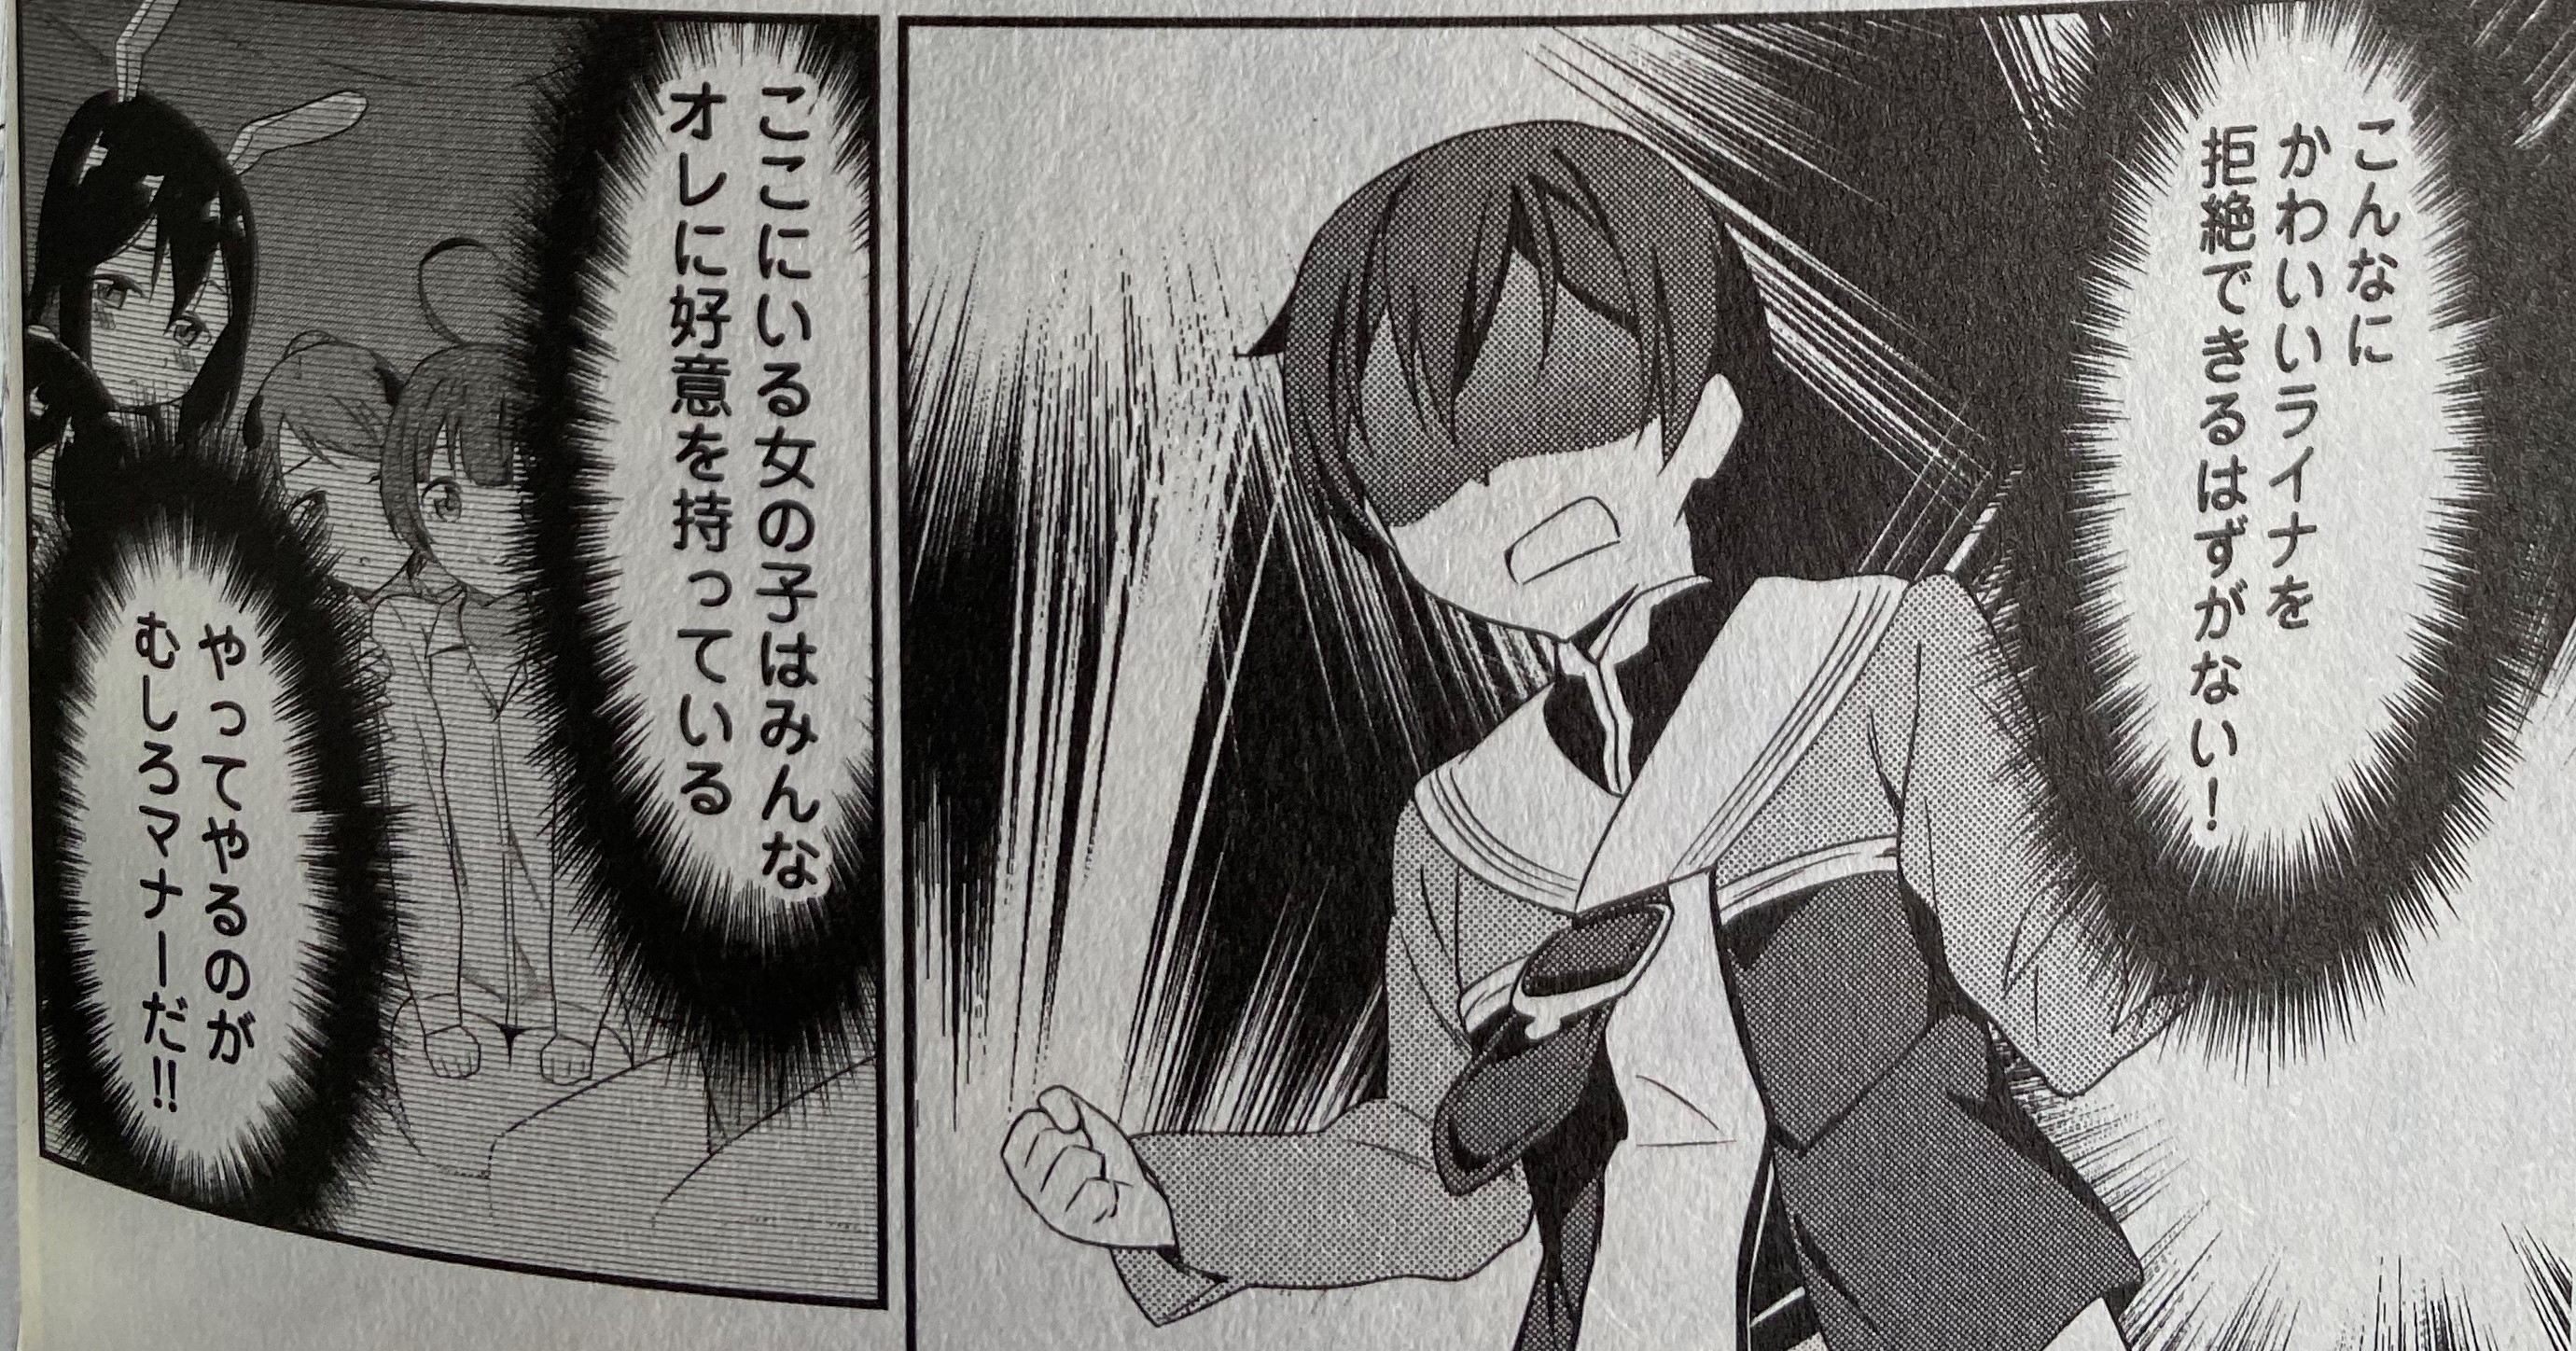 こんなに
かわいいライナを
拒絶できるはずがない!
ここにいる女の子はみんな
オレに好意を持っている
やってやるのが
むしろマナーだ!!